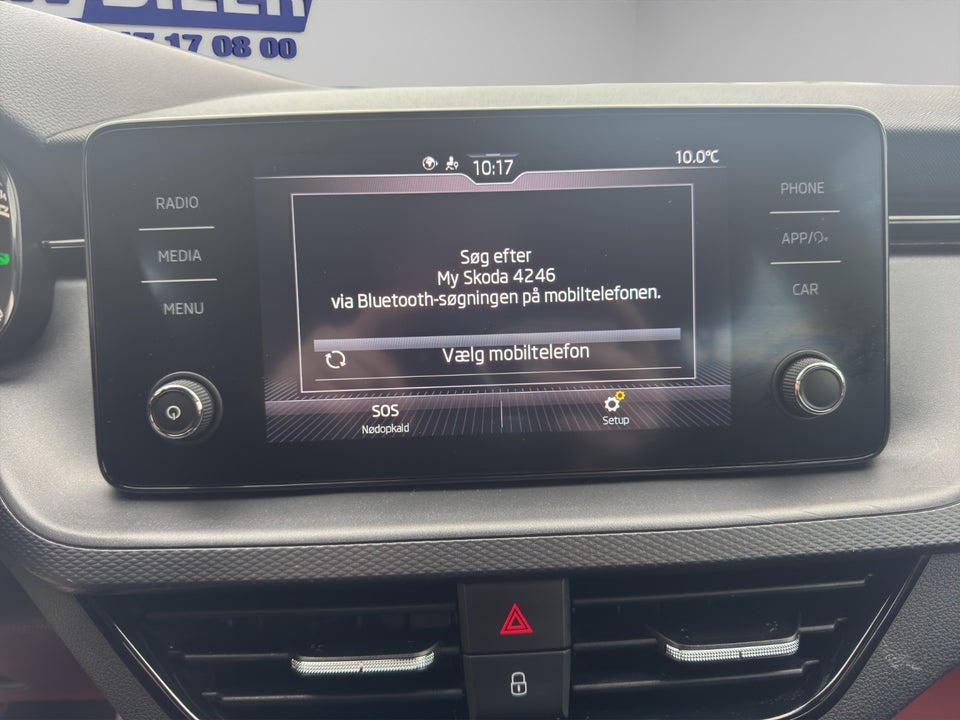 17 08 00
10:17
10.0°C
RADIO
MEDIA
MENU
PHONE
APP/
CAR
Søg efter
My Skoda 4246
via Bluetooth-søgningen på mobiltelefonen.
Vælg mobiltelefon
SOS
Nødopkald
Setup